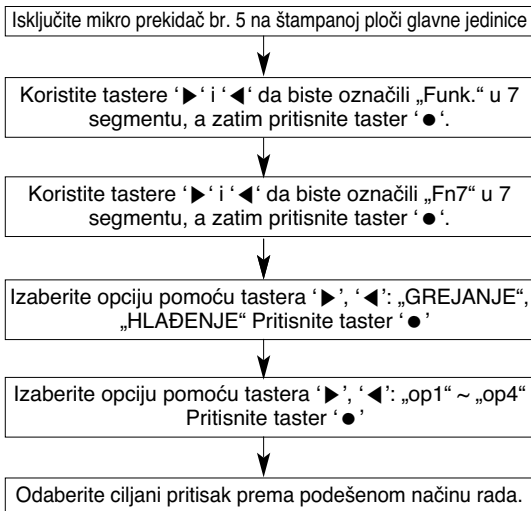 Isključite mikro prekidač br. 5 na štampanoj ploči glavne jedinice
Koristite tastere ‘▶‘ i ‘◀‘ da biste označili „Funk.“ u 7
segmentu, a zatim pritisnite taster ‘●‘.
Koristite tastere ‘▶‘ i ‘◀‘ da biste označili „Fn7“ u 7
segmentu, a zatim pritisnite taster ‘●‘.
Izaberite opciju pomoću tastera ‘▶’, ‘◀’: „GREJANJE“,
„HLAĐENJE“ Pritisnite taster ‘●’
Izaberite opciju pomoću tastera ‘▶’, ‘◀’: „op1“ ~ „op4“
Pritisnite taster ‘●’
Odaberite ciljani pritisak prema podešenom načinu rada.